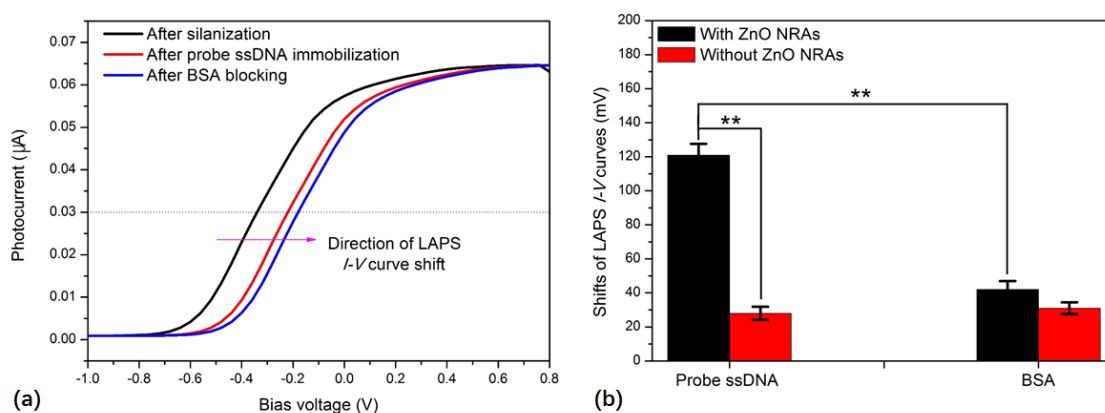 After silanization
After probe ssDNA immobilization
After BSA blocking
Direction of LAPS
I-V curve shift
Photocurrent (μA)
0.07
0.06
0.05
0.04
0.03
0.02
0.01
0.00
-1.0 -0.8 -0.6 -0.4 -0.2 0.0 0.2 0.4 0.6 0.8
Bias voltage (V)
(a)
With ZnO NRAs
Without ZnO NRAs
**
**
Shifts of LAPS I-V curves (mV)
200
180
160
140
120
100
80
60
40
20
0
Probe ssDNA BSA
(b)